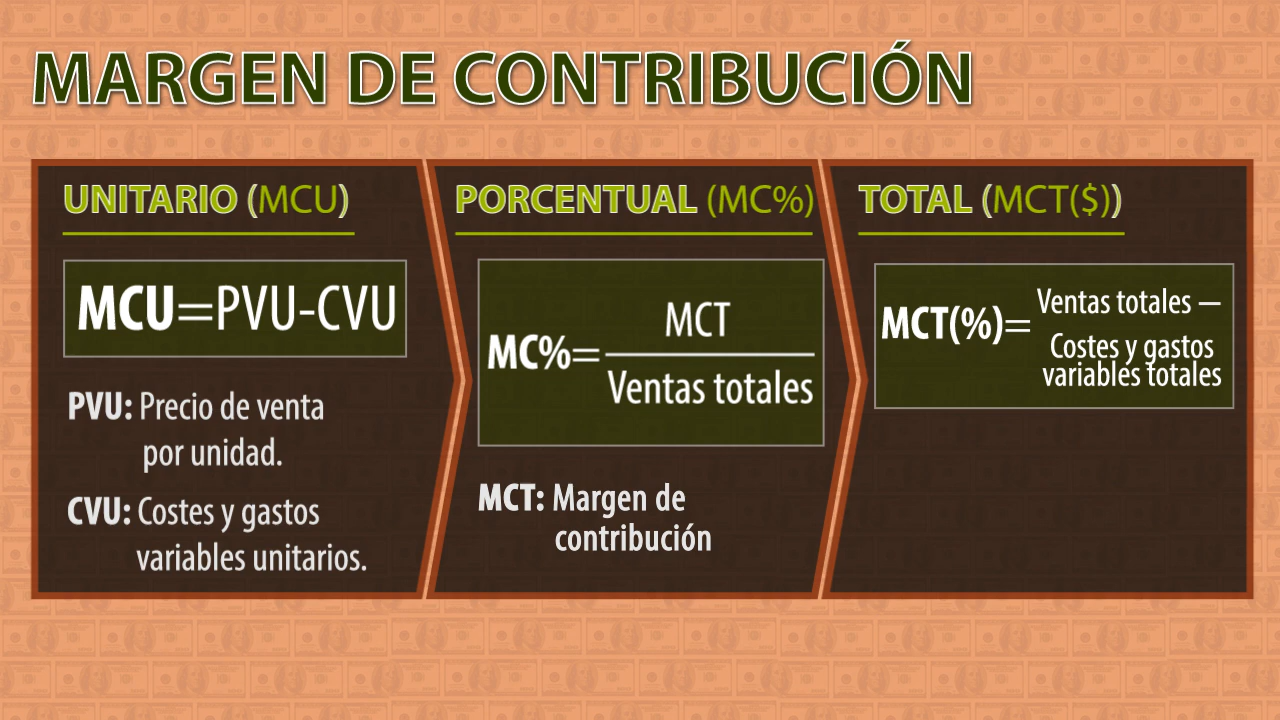 MARGEN DE CONTRIBUCIÓN
UNITARIO (MCU)
MCU=PVU-CVU
PVU: Precio de venta
por unidad.
CVU: Costes y gastos
variables unitarios.
PORCENTUAL (MC%)
MCT
MC%=
Ventas totales
MCT: Margen de
contribución
TOTAL (MCT($))
Ventas totales –
MCT(%)=
Costes y gastos
variables totales